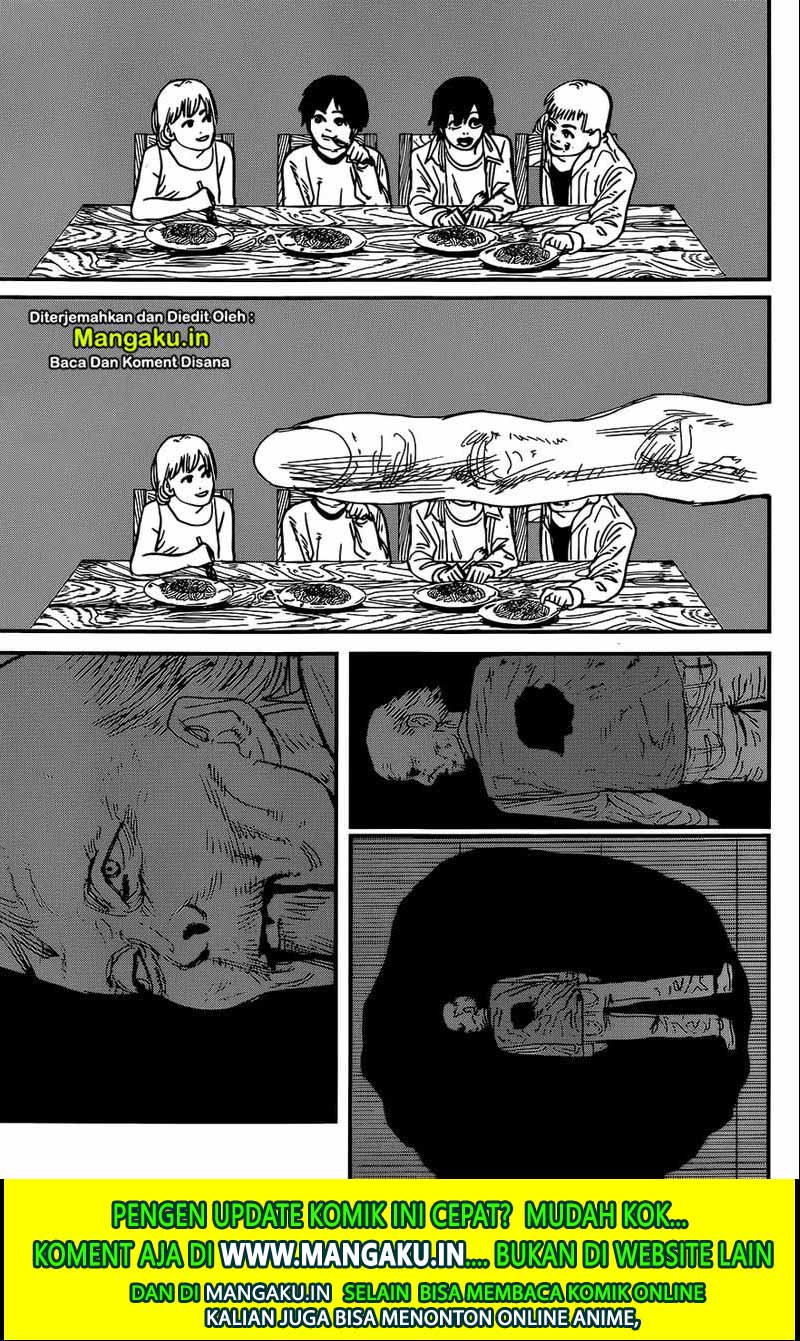 Diterjemahkan dan Diedit Oleh :
Mangaku.in
Baca Dan Koment Disana
PENGEN UPDATE KOMIK INI CEPAT? MUDAH KOK...
KOMENT AJA DI WWW.MANGAKU.IN.... BUKAN DI WEBSITE LAIN
DAN DI MANGAKU.IN SELAIN BISA MEMBACA KOMIK ONLINE
KALIAN JUGA BISA MENONTON ONLINE ANIME,